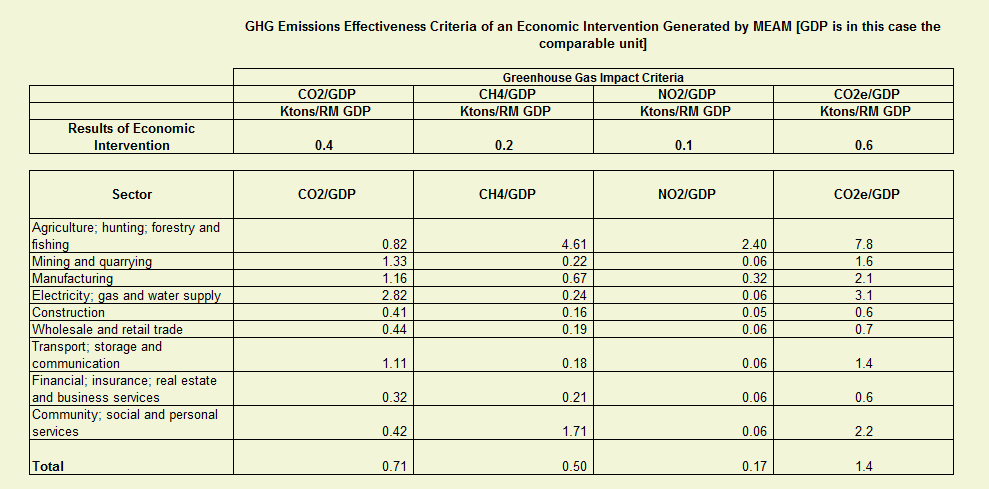 GHG Emissions Effectiveness Criteria of an Economic Intervention Generated by MEAM [GDP is in this case the
comparable unit]
Greenhouse Gas Impact Criteria
CO2/GDP CH4/GDP NO2/GDP CO2e/GDP
Ktons/RM GDP Ktons/RM GDP Ktons/RM GDP Ktons/RM GDP
Results of Economic
Intervention 0.4 0.2 0.1 0.6
Sector CO2/GDP CH4/GDP NO2/GDP CO2e/GDP
Agriculture; hunting; forestry and
fishing 0.82 4.61 2.40 7.8
Mining and quarrying 1.33 0.22 0.06 1.6
Manufacturing 1.16 0.67 0.32 2.1
Electricity; gas and water supply 2.82 0.24 0.06 3.1
Construction 0.41 0.16 0.05 0.6
Wholesale and retail trade 0.44 0.19 0.06 0.7
Transport; storage and
communication 1.11 0.18 0.06 1.4
Financial; insurance; real estate
and business services 0.32 0.21 0.06 0.6
Community; social and personal
services 0.42 1.71 0.06 2.2
Total 0.71 0.50 0.17 1.4